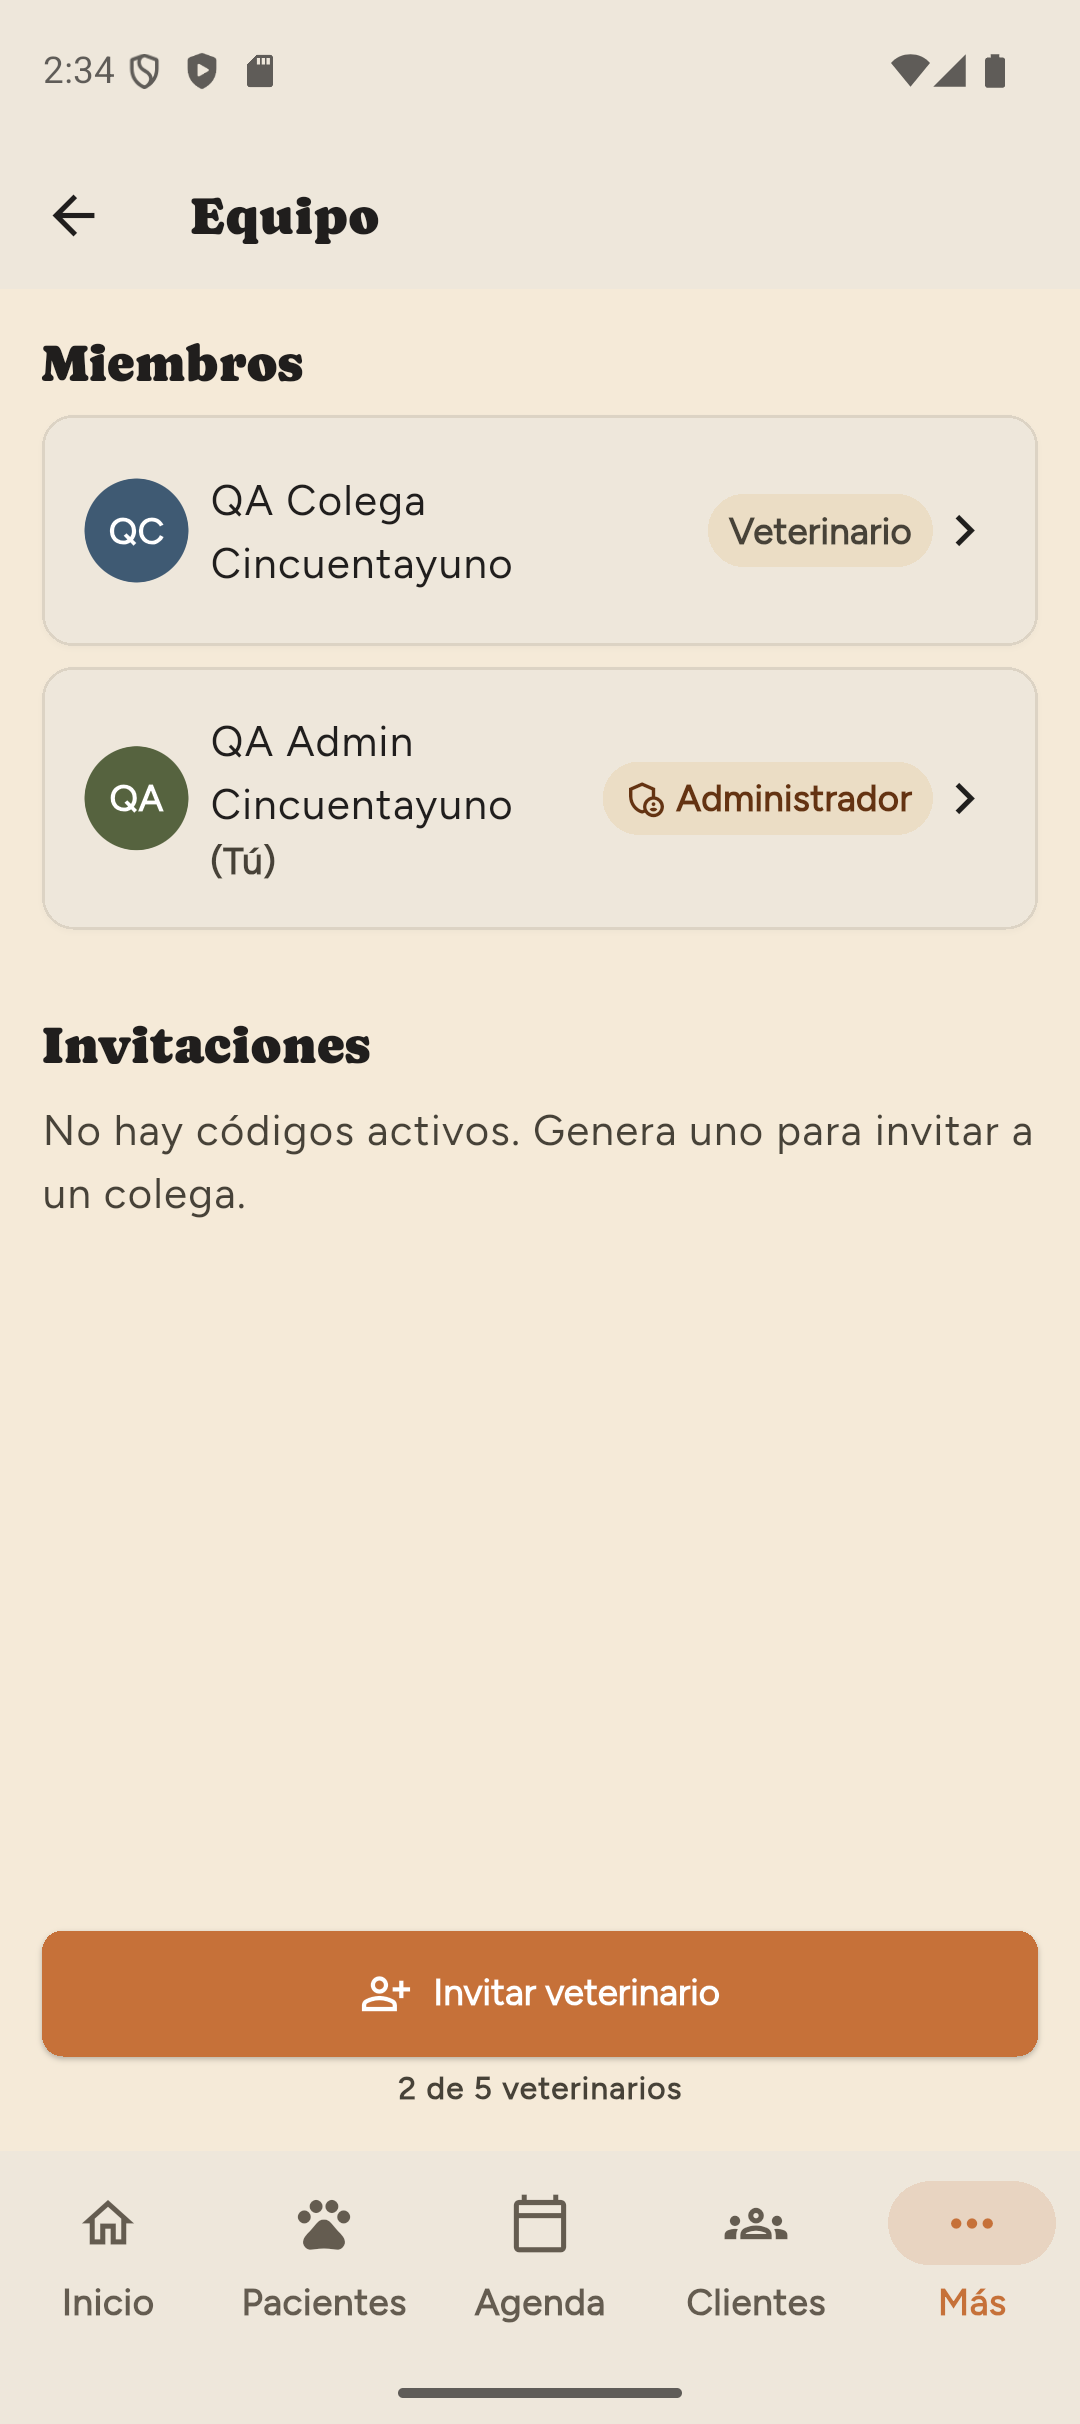 2:34
Equipo
Miembros
QC
QA Colega
Cincuentayuno
Veterinario
QA
QA Admin
Cincuentayuno
(Tú)
Administrador
Invitaciones
No hay códigos activos. Genera uno para invitar a
un colega.
Invitar veterinario
2 de 5 veterinarios
Inicio
Pacientes
Agenda
Clientes
Más